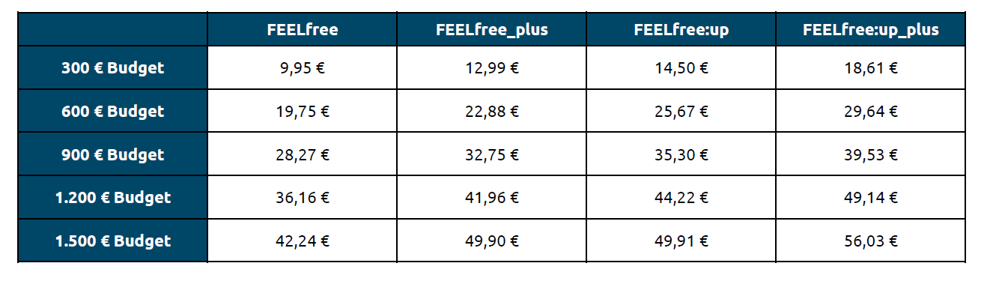 FEELfree FEELfree_plus FEELfree:up FEELfree:up_plus
300 € Budget 9,95 € 12,99 € 14,50 € 18,61 €
600 € Budget 19,75 € 22,88 € 25,67 € 29,64 €
900 € Budget 28,27 € 32,75 € 35,30 € 39,53 €
1.200 € Budget 36,16 € 41,96 € 44,22 € 49,14 €
1.500 € Budget 42,24 € 49,90 € 49,91 € 56,03 €